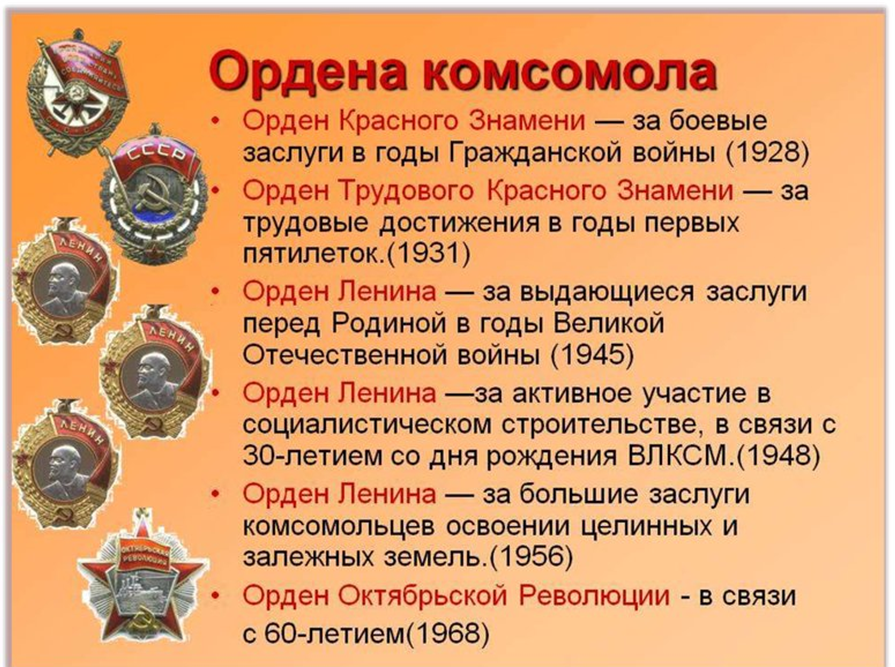 Ордена комсомола
• Орден Красного Знамени — за боевые
заслуги в годы Гражданской войны (1928)
• Орден Трудового Красного Знамени — за
трудовые достижения в годы первых
пятилеток.(1931)
• Орден Ленина — за выдающиеся заслуги
перед Родиной в годы Великой
Отечественной войны (1945)
• Орден Ленина —за активное участие в
социалистическом строительстве, в связи с
30-летием со дня рождения ВЛКСМ.(1948)
• Орден Ленина — за большие заслуги
комсомольцев освоении целинных и
залежных земель.(1956)
• Орден Октябрьской Революции - в связи
с 60-летием(1968)
СССР
ЛЕНИН
ЛЕНИН
ЛЕНИН
ОКТЯБРЬСКАЯ
РЕВОЛЮЦИЯ